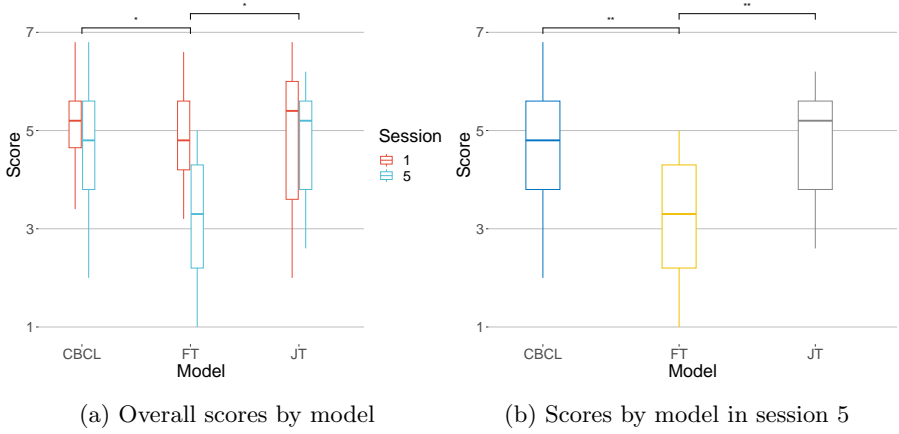 * *
7
5
3
1
Score
CBCL FT JT
Model
Session
1
5
** **
7
5
3
1
Score
CBCL FT JT
Model
(a) Overall scores by model
(b) Scores by model in session 5